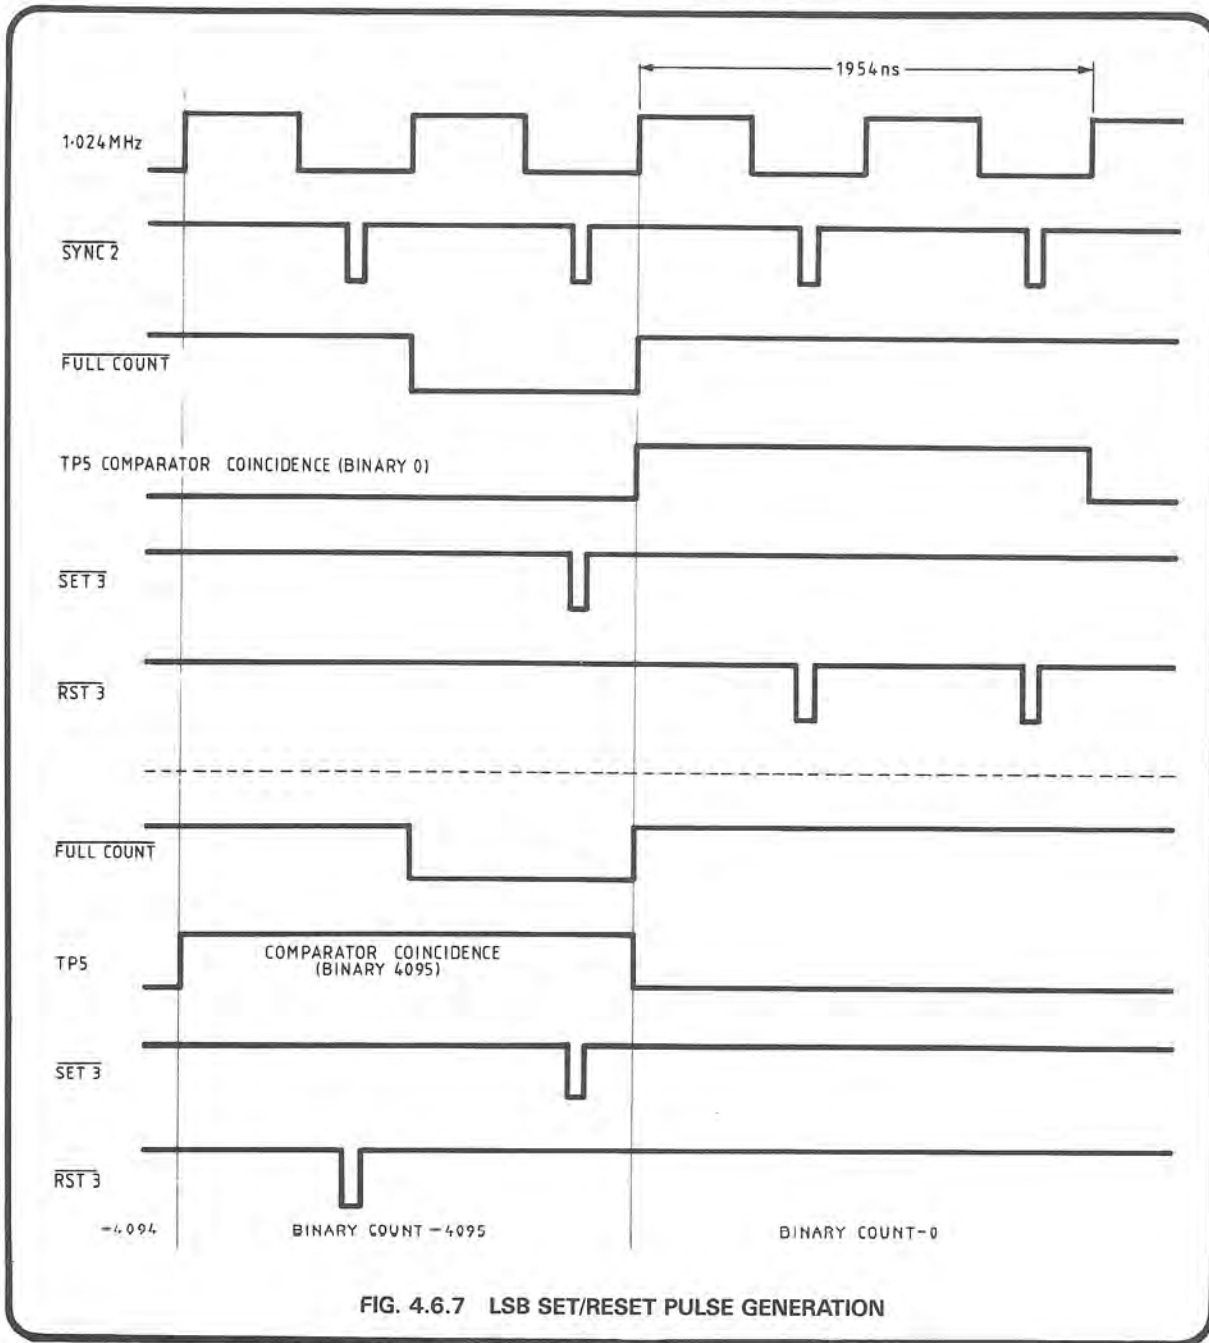 1954ns
1·024MHz
SYNC 2
FULL COUNT
TP5 COMPARATOR COINCIDENCE (BINARY 0)
SET 3
RST 3
FULL COUNT
TP5
COMPARATOR COINCIDENCE
(BINARY 4095)
SET 3
RST 3
-4094
BINARY COUNT-4095
BINARY COUNT-0
FIG. 4.6.7 LSB SET/RESET PULSE GENERATION